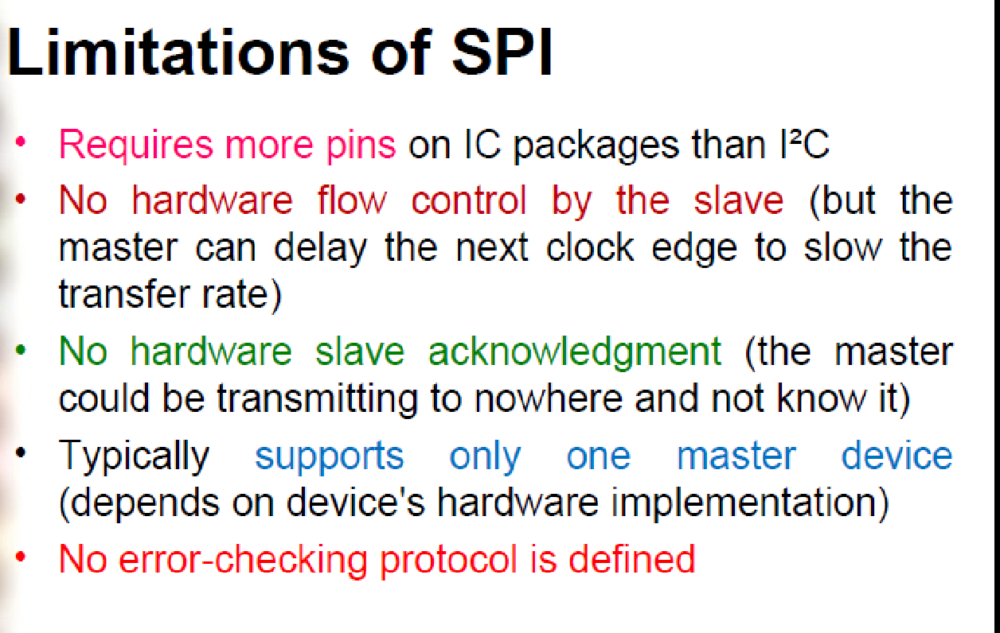 Limitations of SPI
• Requires more pins on IC packages than I²C
• No hardware flow control by the slave (but the
master can delay the next clock edge to slow the
transfer rate)
• No hardware slave acknowledgment (the master
could be transmitting to nowhere and not know it)
• Typically supports only one master device
(depends on device's hardware implementation)
• No error-checking protocol is defined